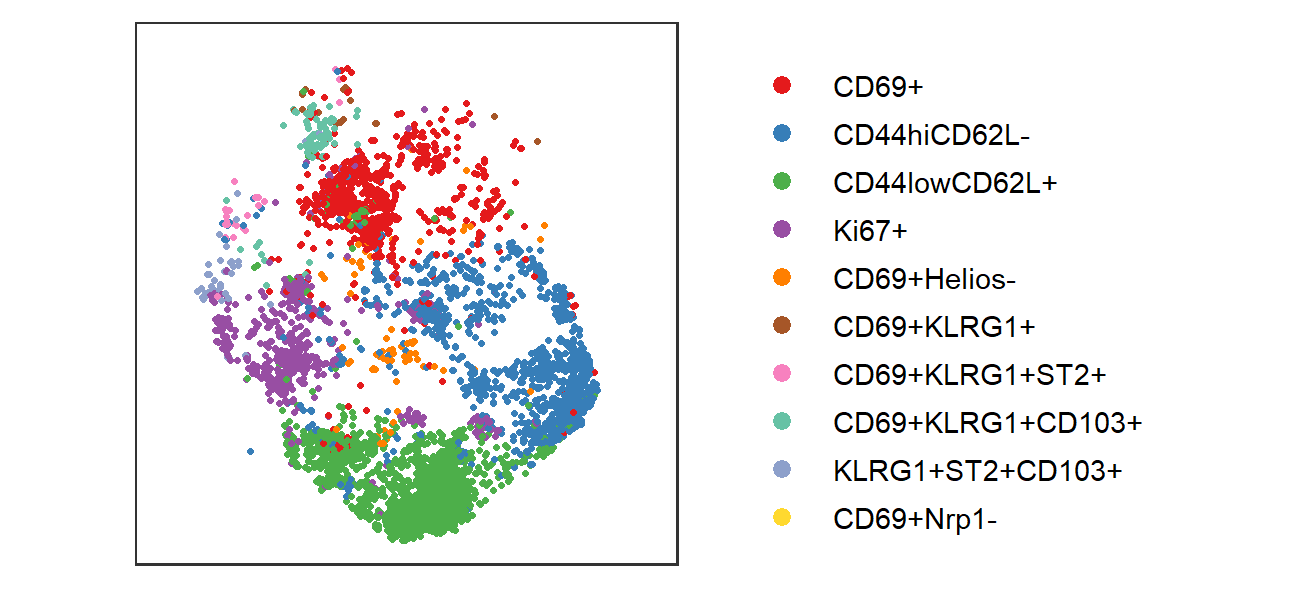 CD69+
CD44hiCD62L-
CD44lowCD62L+
Ki67+
CD69+Helios-
CD69+KLRG1+
CD69+KLRG1+ST2+
CD69+KLRG1+CD103+
KLRG1+ST2+CD103+
CD69+Nrp1-